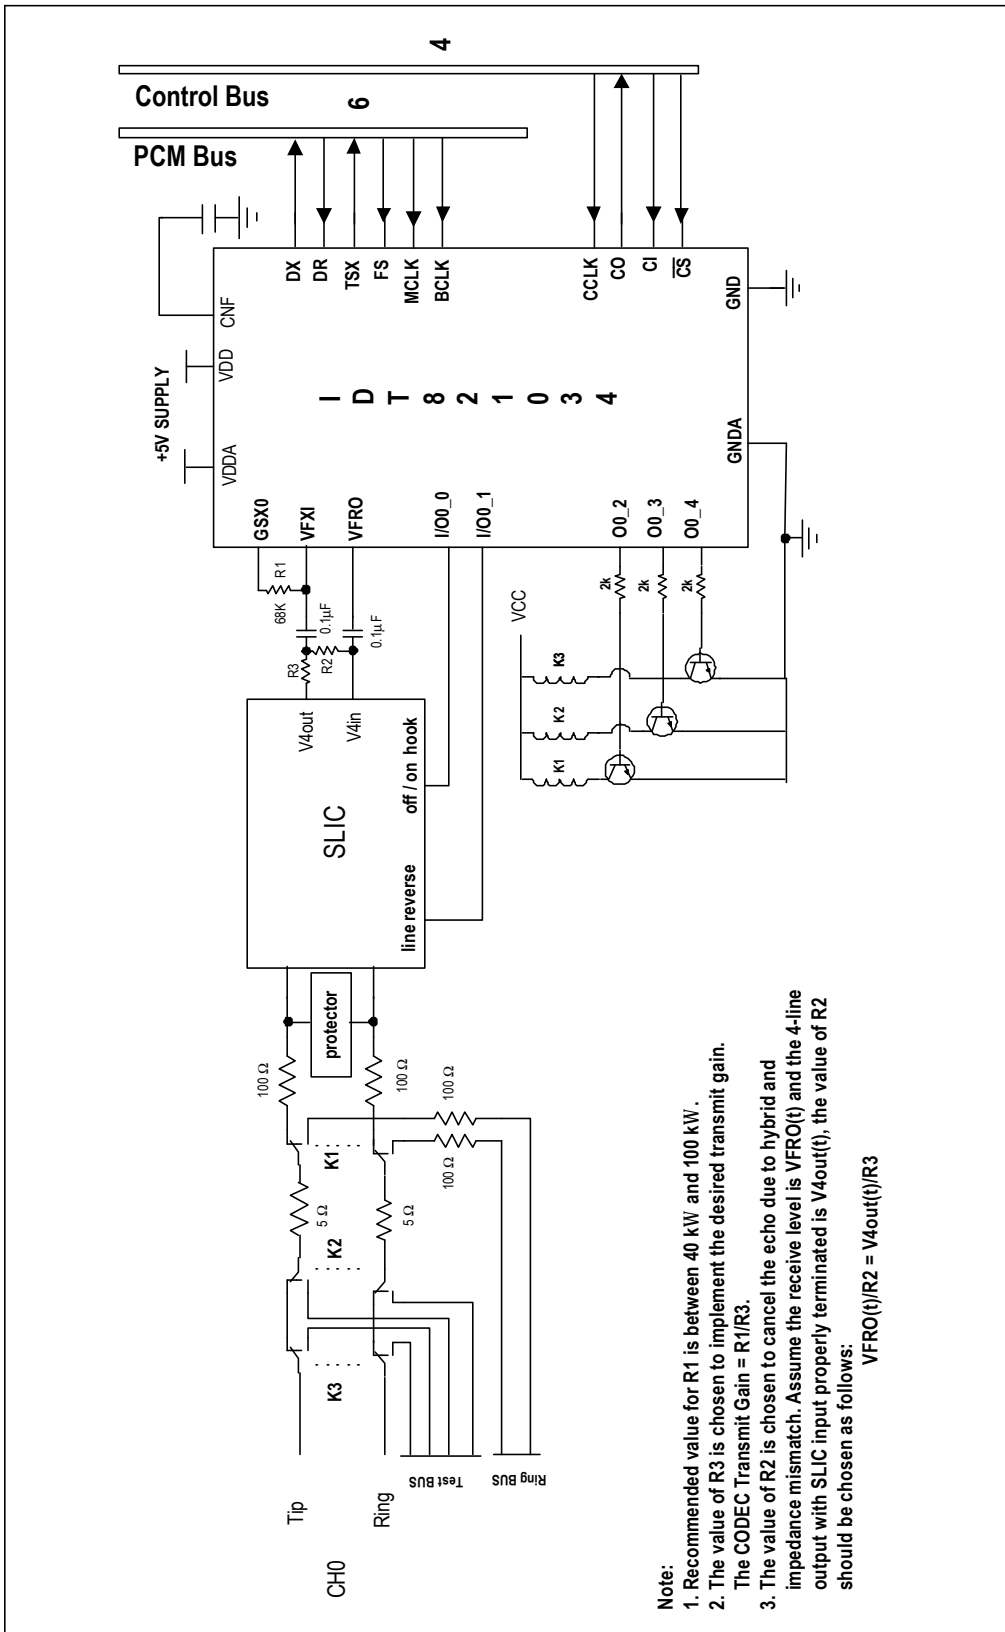 4
Control Bus
6
PCM Bus
DX
DR
TSX
FS
MCLK
BCLK
CCLK
CO
CI
CS
CNF
VDD
VDDA
+5V SUPPLY
I D T 8 2 1 0 3 4
GND
GNDA
GSX0
VFXI
VFRO
I/O0_0
I/O0_1
O0_2
O0_3
O0_4
R1
68K
0.1µF
0.1µF
R3
R2
2k
2k
2k
VCC
K3
K2
K1
V4out
V4in
off / on hook
line reverse
SLIC
protector
100 Ω
100 Ω
100 Ω
100 Ω
K1
5 Ω
5 Ω
K2
K3
Test BUS
Ring BUS
Tip
Ring
CH0
Note:
1. Recommended value for R1 is between 40 kW and 100 kW .
2. The value of R3 is chosen to implement the desired transmit gain.
The CODEC Transmit Gain = R1/R3.
3. The value of R2 is chosen to cancel the echo due to hybrid and
impedance mismatch. Assume the receive level is VFRO(t) and the 4-line
output with SLIC input properly terminated is V4out(t), the value of R2
should be chosen as follows:
VFRO(t)/R2 = V4out(t)/R3